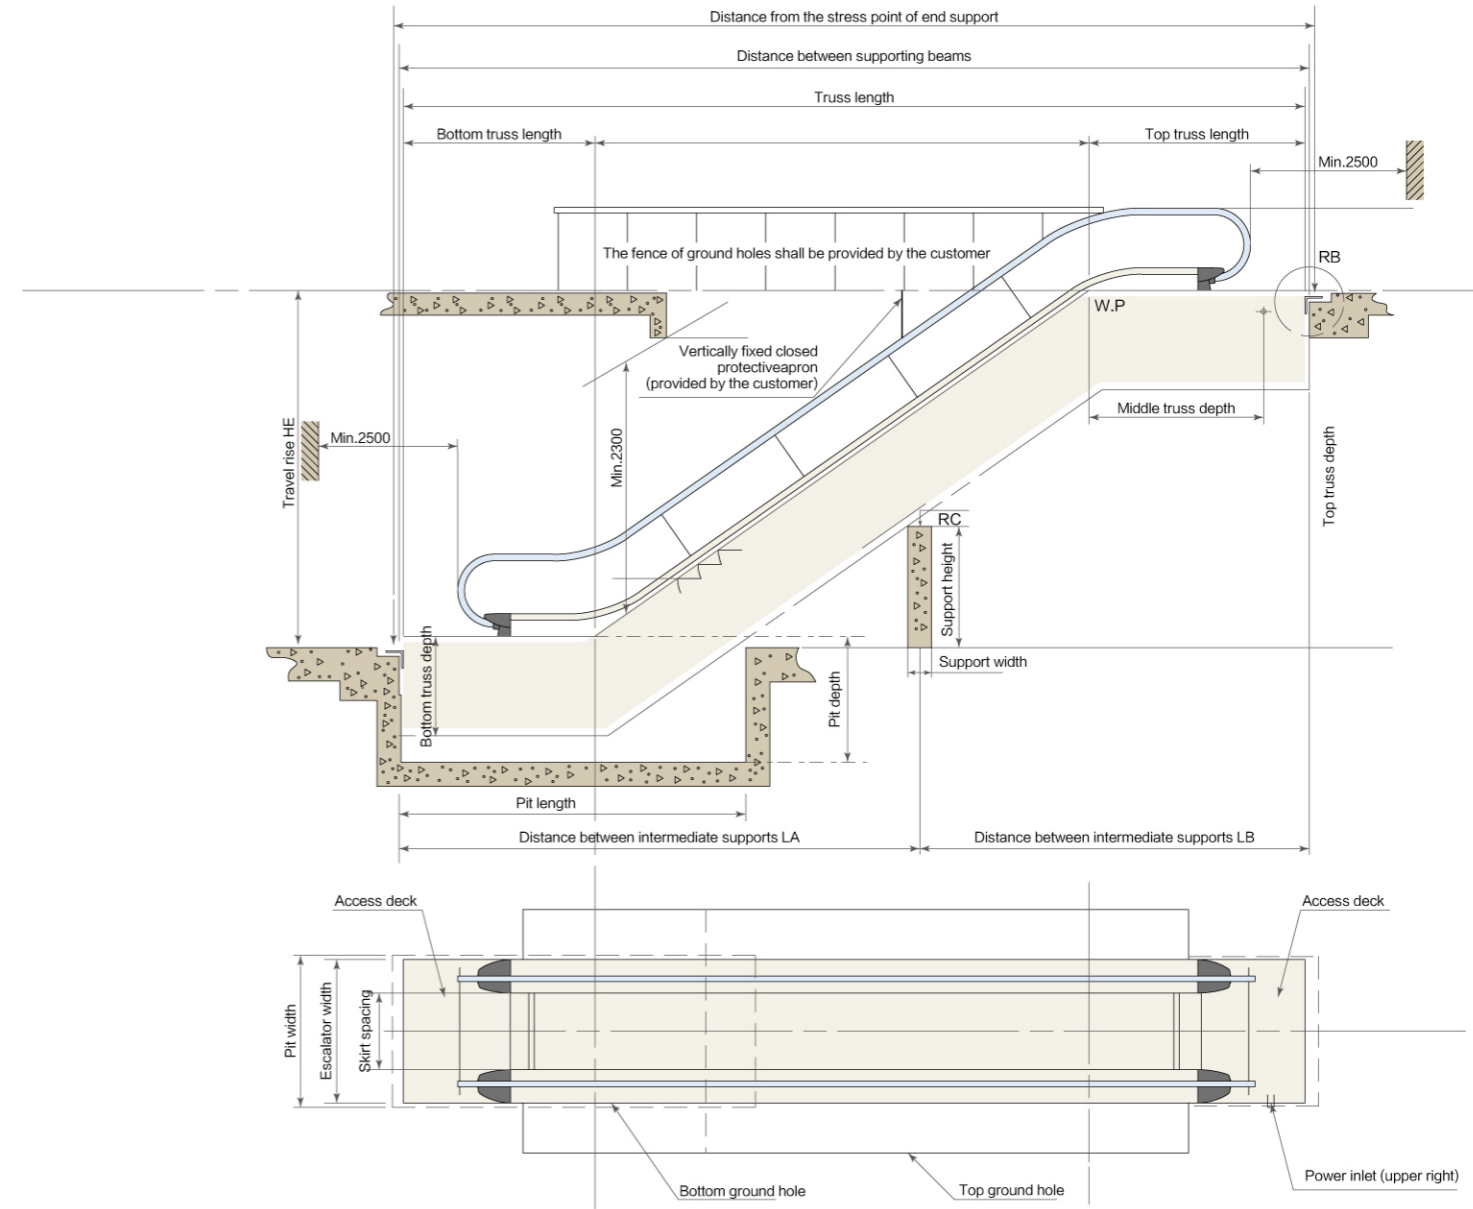 Distance from the stress point of end support
Distance between supporting beams
Truss length
Bottom truss length
Top truss length
Min.2500
The fence of ground holes shall be provided by the customer
RB
W.P
Vertically fixed closed
protectiveapron
(provided by the customer)
Middle truss depth
Travel rise HE
Min.2500
Min.2300
Top truss depth
RC
Support height
Support width
Bottom truss depth
Pit depth
Pit length
Distance between intermediate supports LA
Distance between intermediate supports LB
Access deck
Access deck
Pit width
Escalator width
Skirt spacing
Power inlet (upper right)
Bottom ground hole
Top ground hole